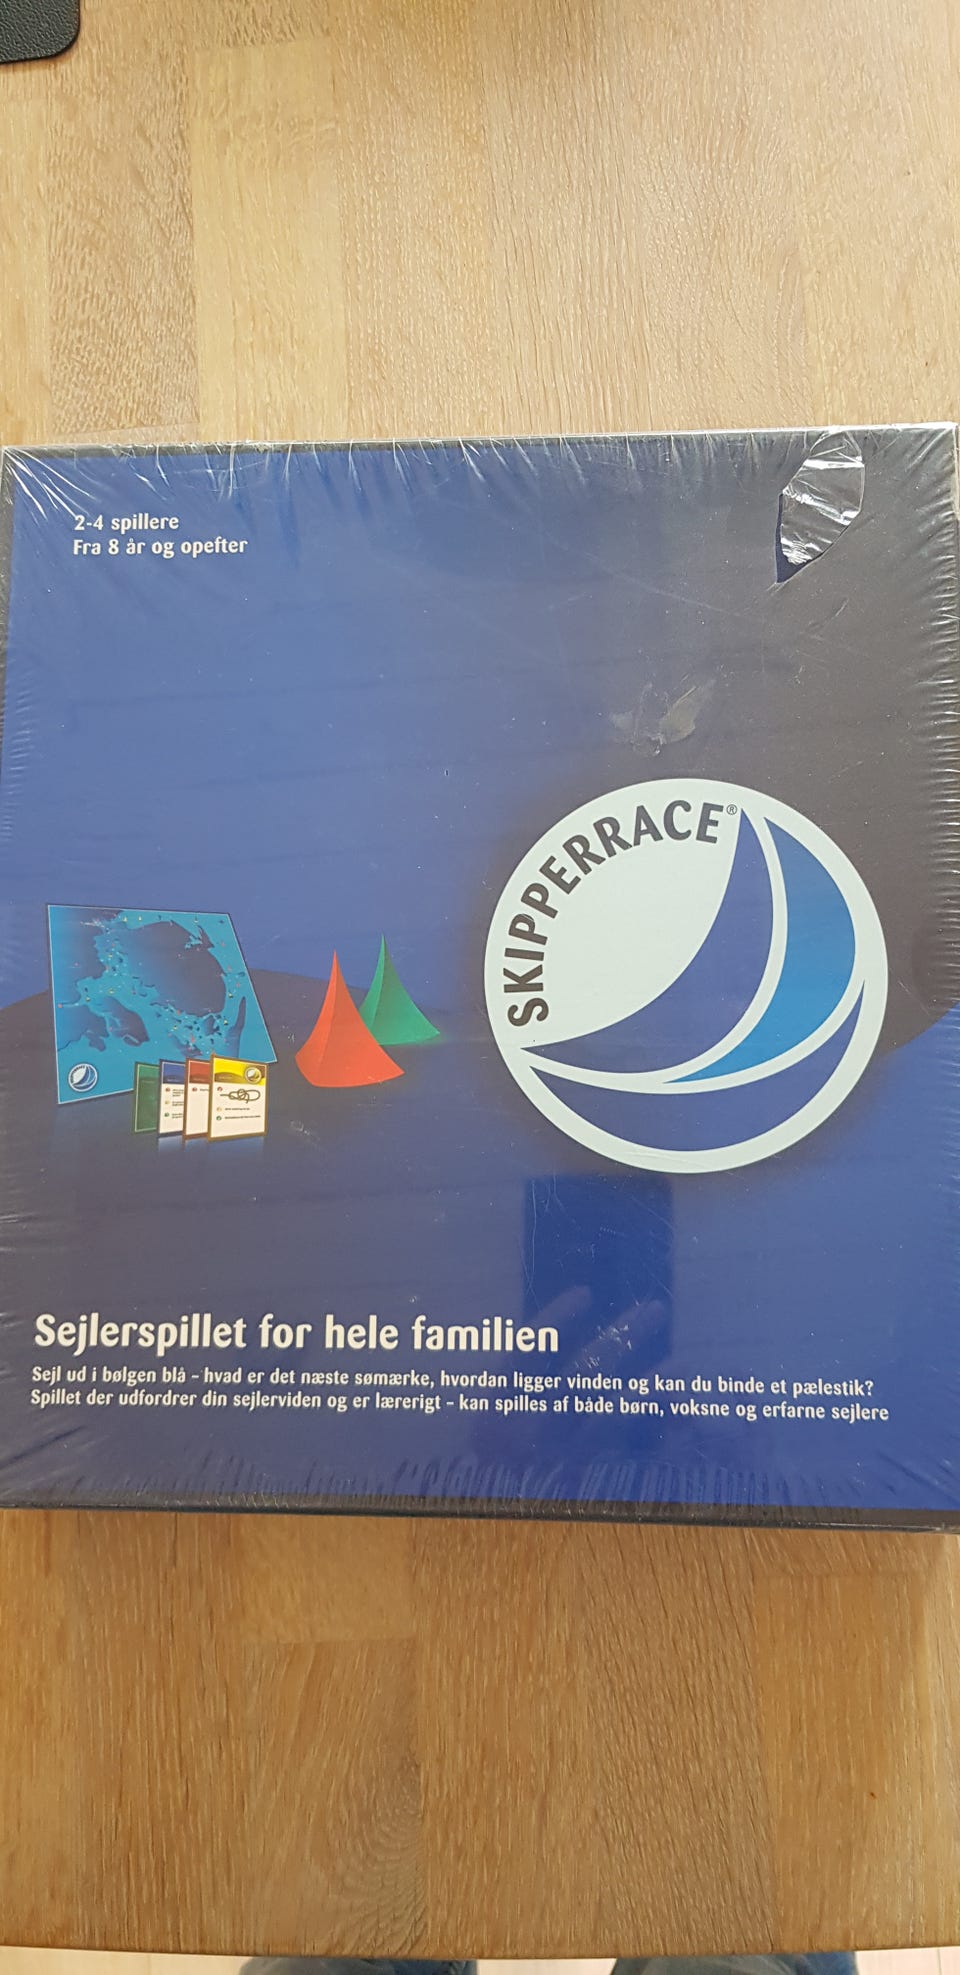 2-4 spillere
Fra 8 år og opefter
SKIPPERRACE®
Sejlerspillet for hele familien
Sejl ud i bølgen blå - hvad er det næste sømærke, hvordan ligger vinden og kan du binde et pælestik?
Spillet der udfordrer din sejlerviden og er lærerigt - kan spilles af både børn, voksne og erfarne sejlere